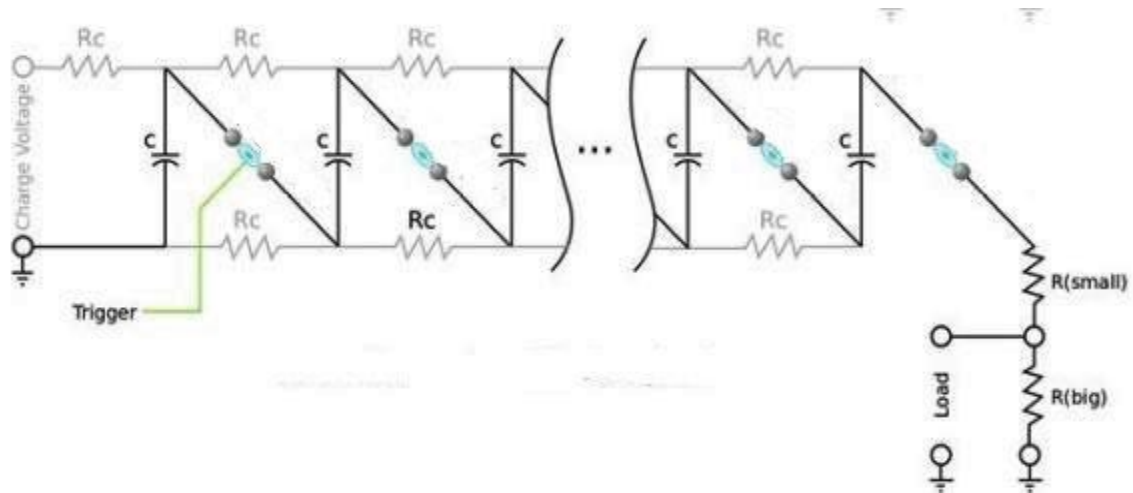 Rc Rc Rc Rc
Charge Voltage
C C C C C
...
Rc Rc Rc
Trigger
R(small)
Load
R(big)